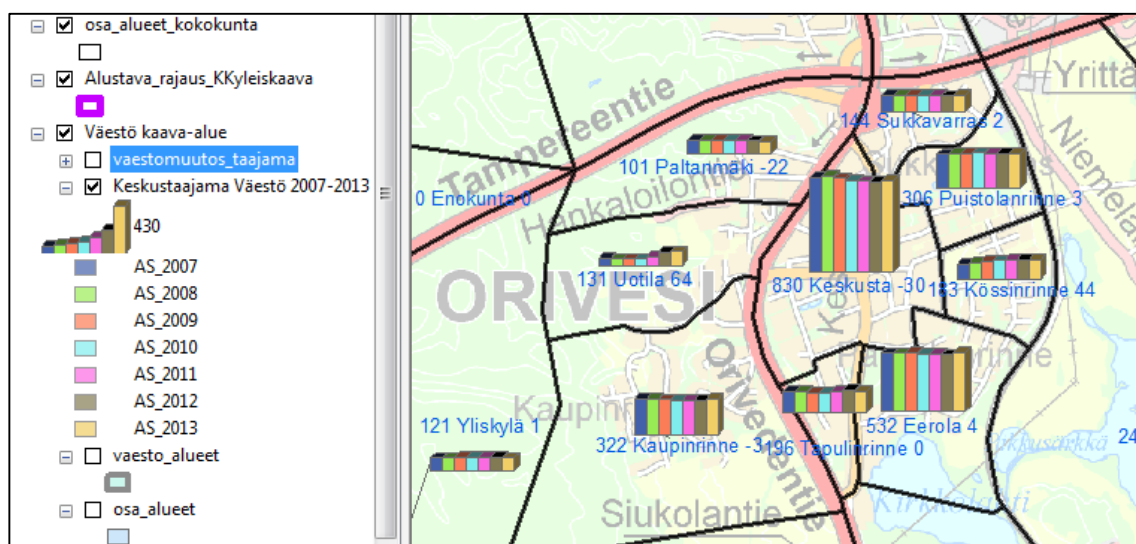 osa_alueet_kokokunta
Alustava_rajaus_KKyleiskaava
Väestö kaava-alue
vaestomuutos_taajama
Keskustaajama Väestö 2007-2013
430
AS_2007
AS_2008
AS_2009
AS_2010
AS_2011
AS_2012
AS_2013
vaesto_alueet
osa_alueet
Yrittä
Tampereentie
144 Sukkavarras 2
Niemelä
101 Paltanmäki -22
306 Puistolanrinne 3
0 Enokunta 0
Hankaloilontie
131 Uotila 64
ORIVESI
830 Keskusta -30
183 Kössinrinne 44
Orivedentie
Kaupinr
121 Yliskylä 1
322 Kaupinrinne -3
196 Tapulinrinne 0
532 Eerola 4
24
Kirkkolahti
Siukolantie